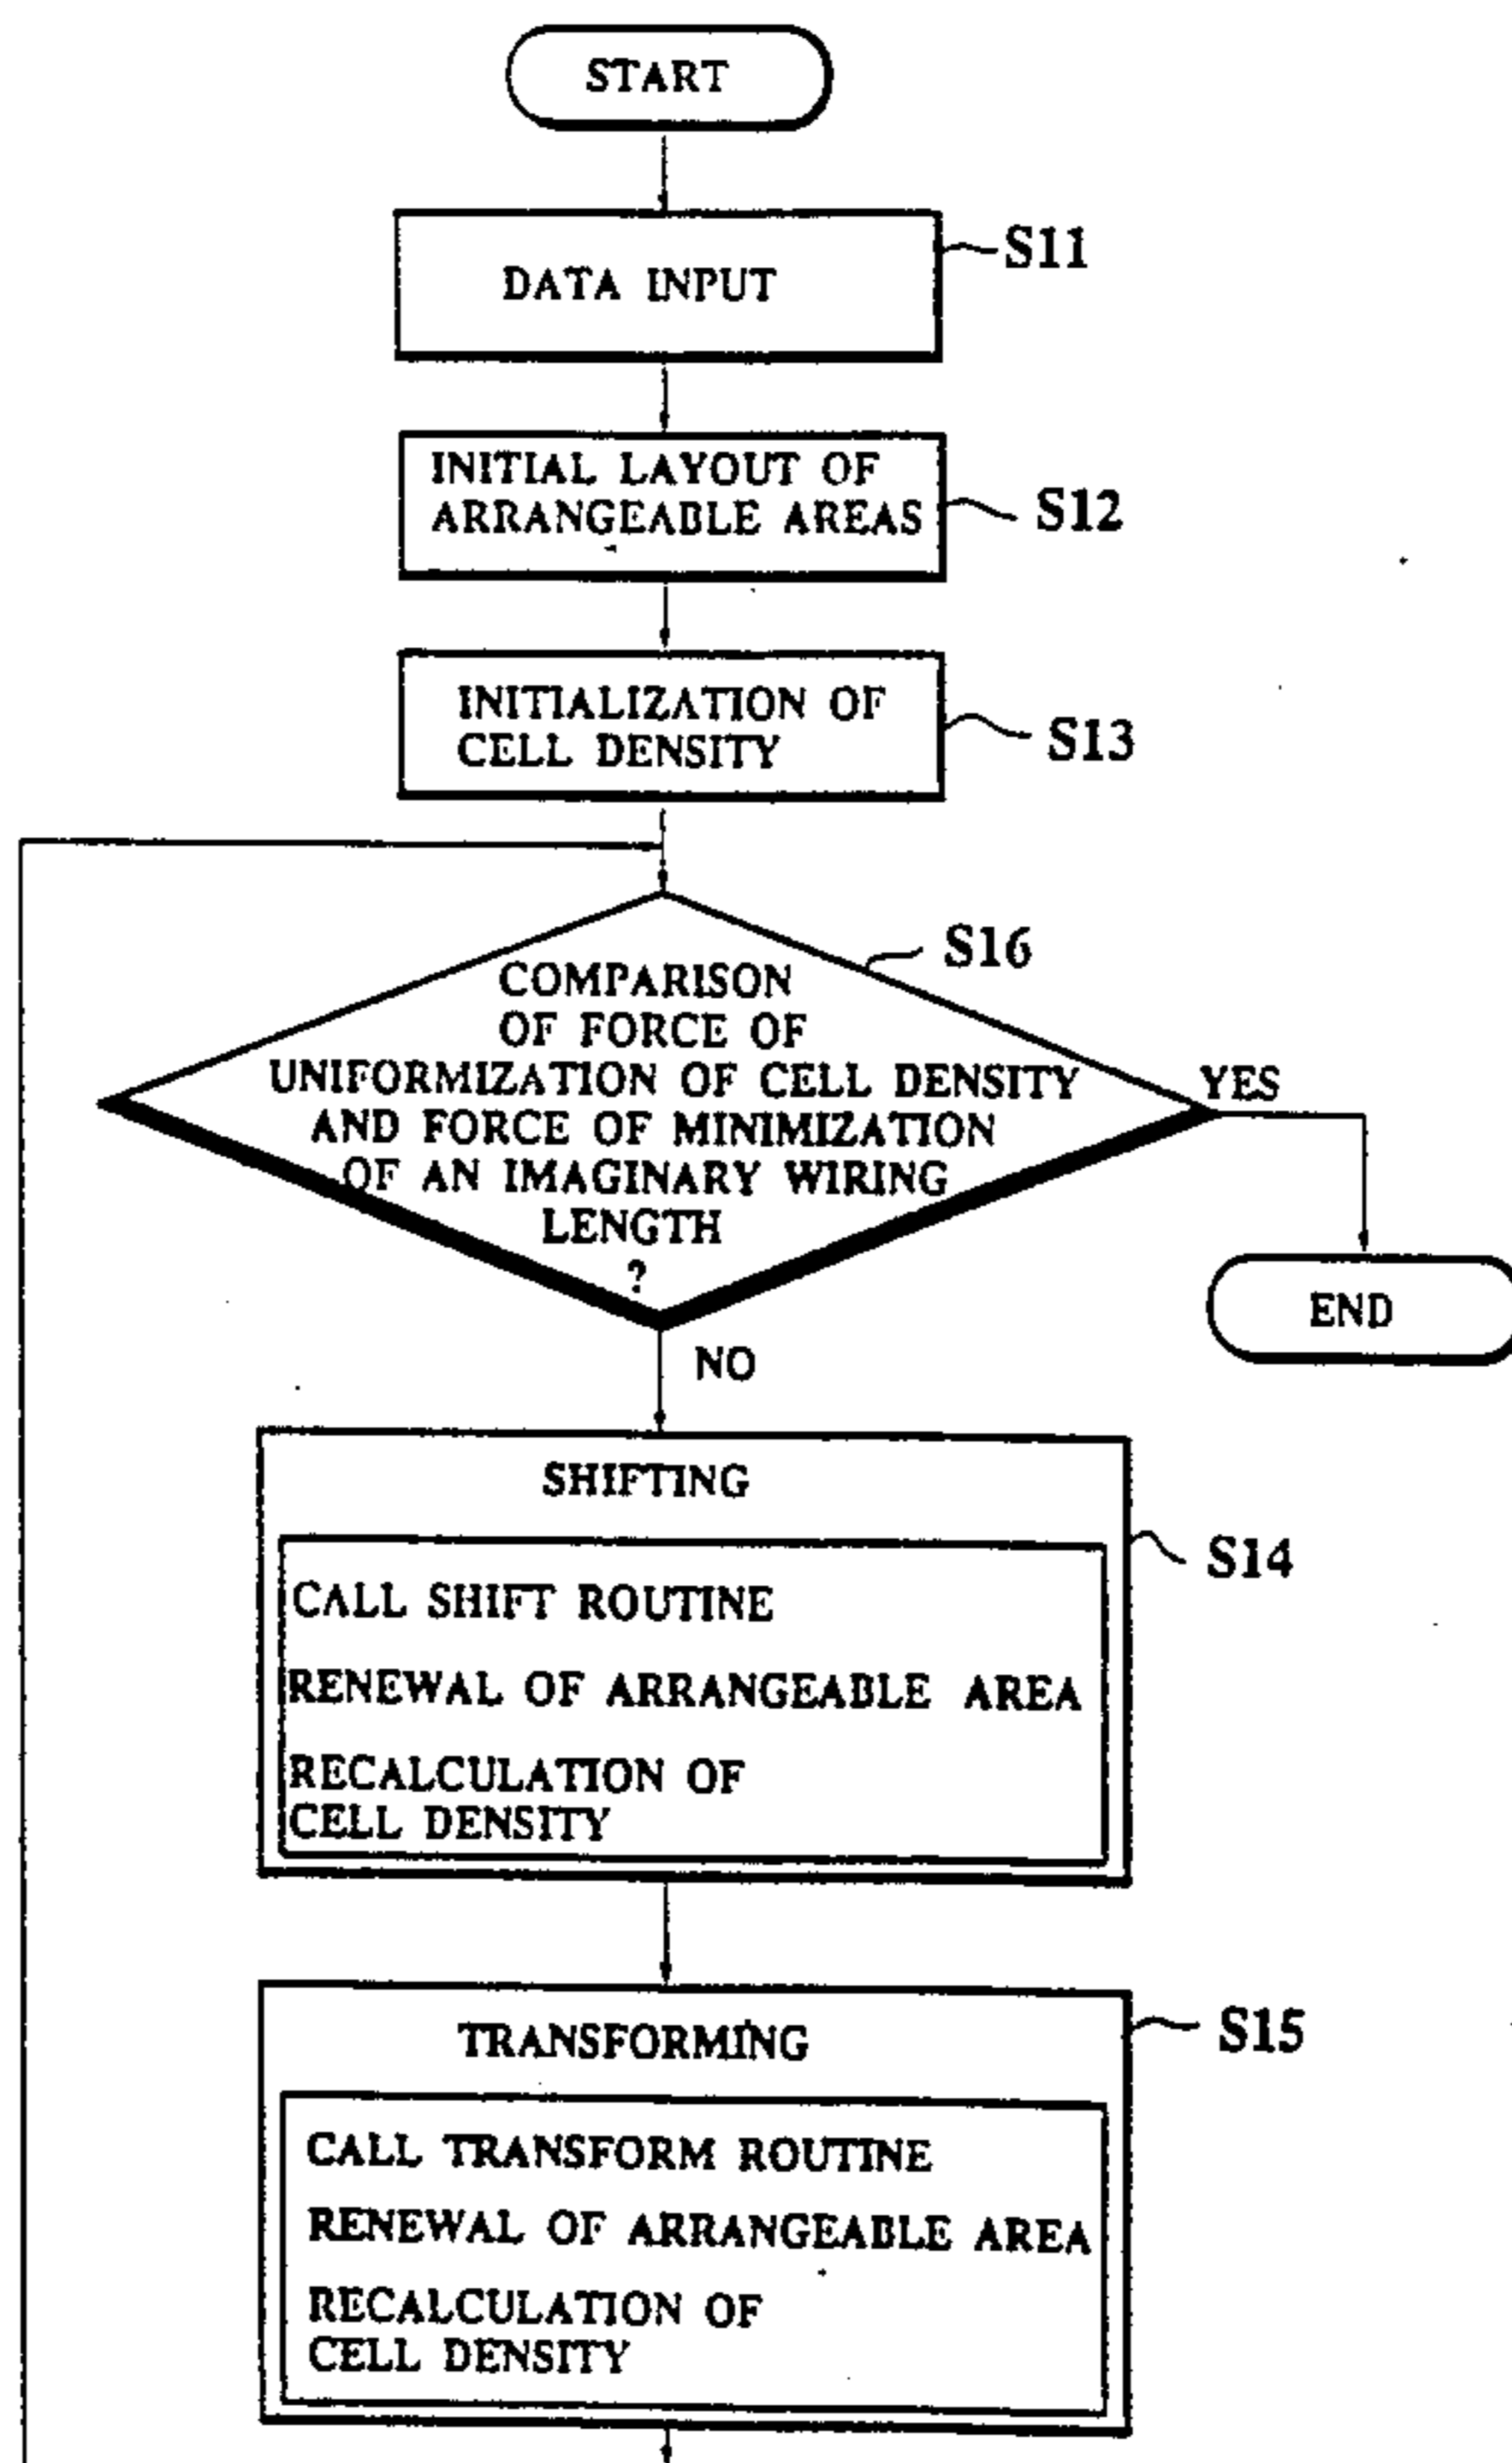 START
DATA INPUT
S11
INITIAL LAYOUT OF
ARRANGEABLE AREAS
S12
INITIALIZATION OF
CELL DENSITY
S13
S16
COMPARISON
OF FORCE OF
UNIFORMIZATION OF CELL DENSITY
AND FORCE OF MINIMIZATION
OF AN IMAGINARY WIRING
LENGTH
?
YES
END
NO
SHIFTING
S14
CALL SHIFT ROUTINE
RENEWAL OF ARRANGEABLE AREA
RECALCULATION OF
CELL DENSITY
TRANSFORMING
S15
CALL TRANSFORM ROUTINE
RENEWAL OF ARRANGEABLE AREA
RECALCULATION OF
CELL DENSITY